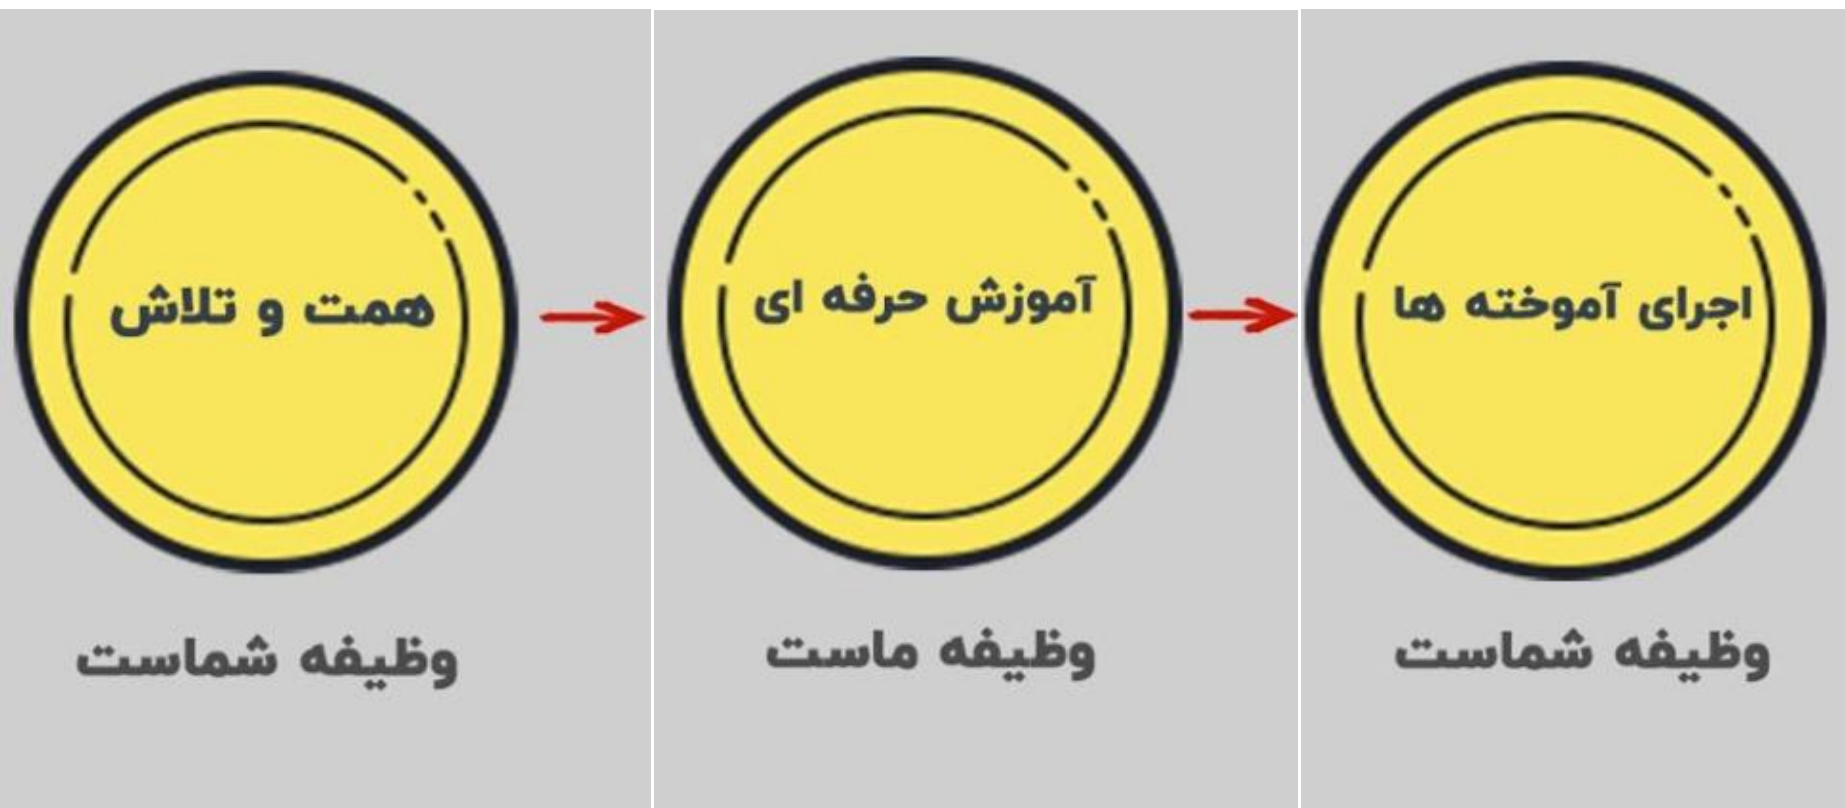 همت و تلاش
وظیفه شماست
آموزش حرفه ای
وظیفه ماست
اجرای آموخته ها
وظیفه شماست